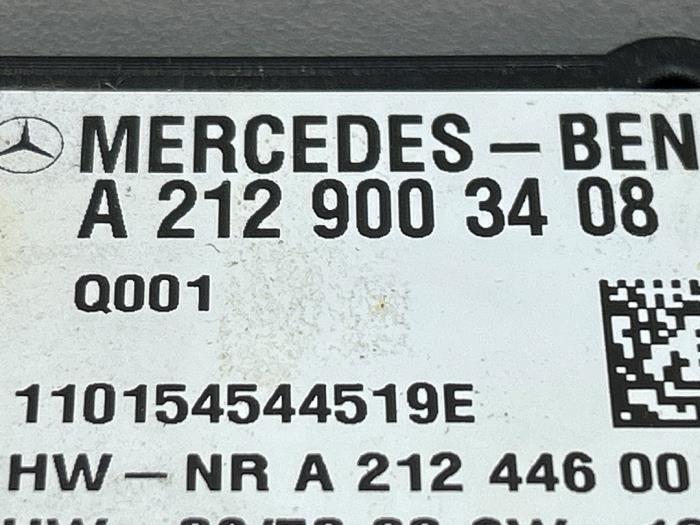 MERCEDES-BEN
A 212 900 34 08
Q001
110154544519E
HW-NR A 212 446 00